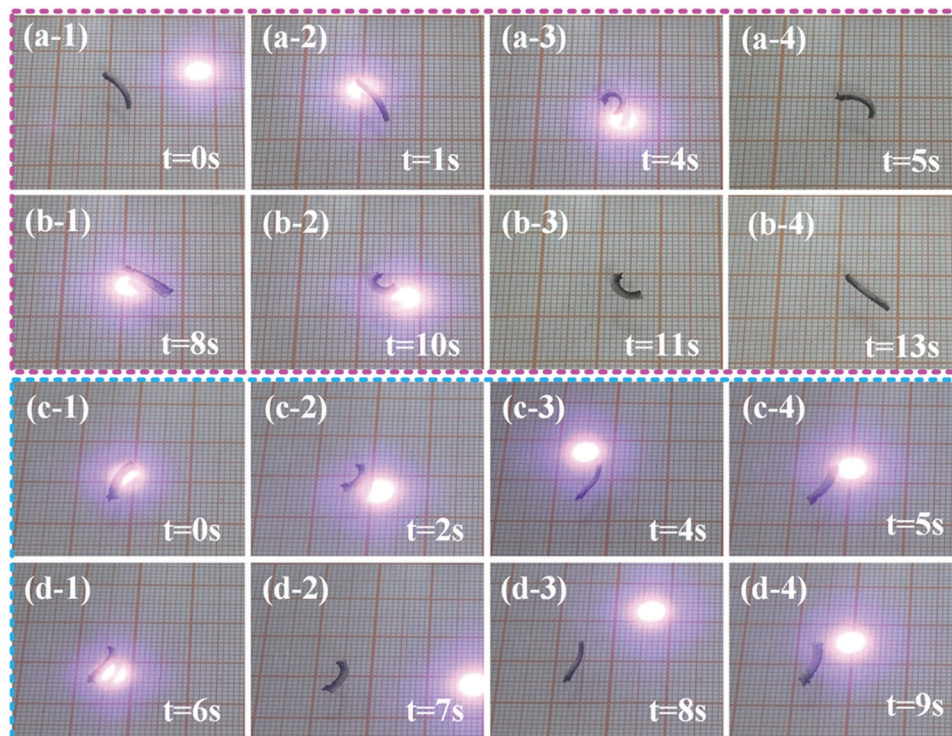 (a-1) (a-2) (a-3) (a-4)
t=0s t=1s t=4s t=5s
(b-1) (b-2) (b-3) (b-4)
t=8s t=10s t=11s t=13s
(c-1) (c-2) (c-3) (c-4)
t=0s t=2s t=4s t=5s
(d-1) (d-2) (d-3) (d-4)
t=6s t=7s t=8s t=9s